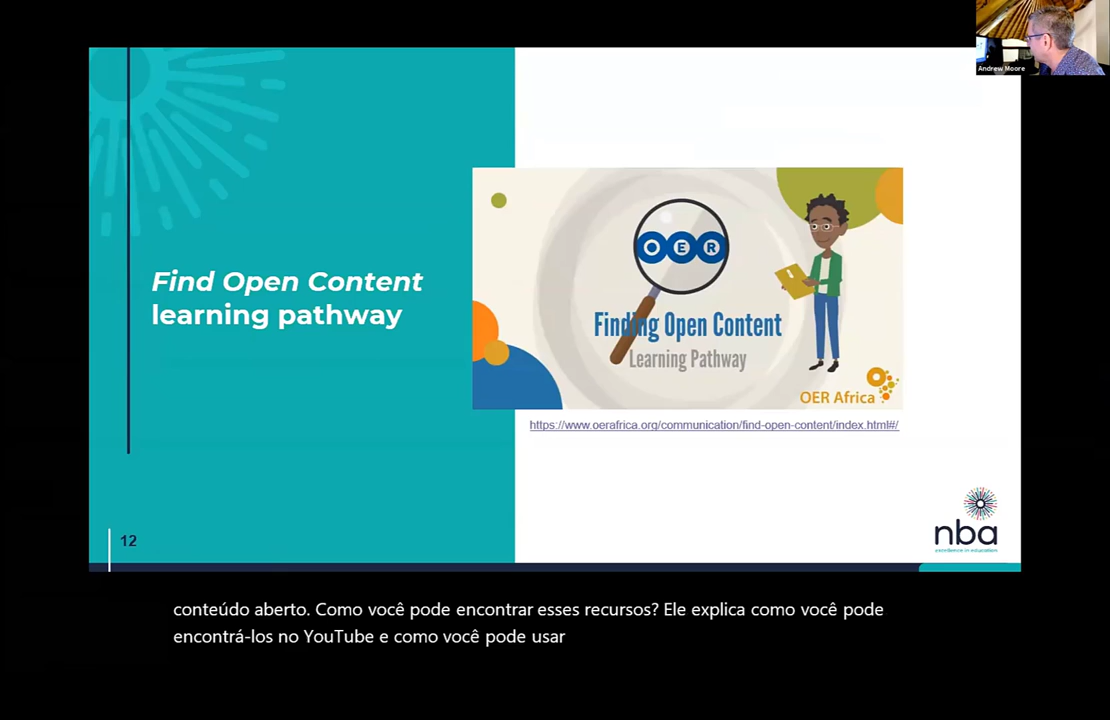 Andrew Moore
Find Open Content
learning pathway
OER
Finding Open Content
Learning Pathway
OER Africa
https://www.oerafrica.org/communication/find-open-content/index.html#/
nba
excellence in education
12
conteúdo aberto. Como você pode encontrar esses recursos? Ele explica como você pode
encontrá-los no YouTube e como você pode usar